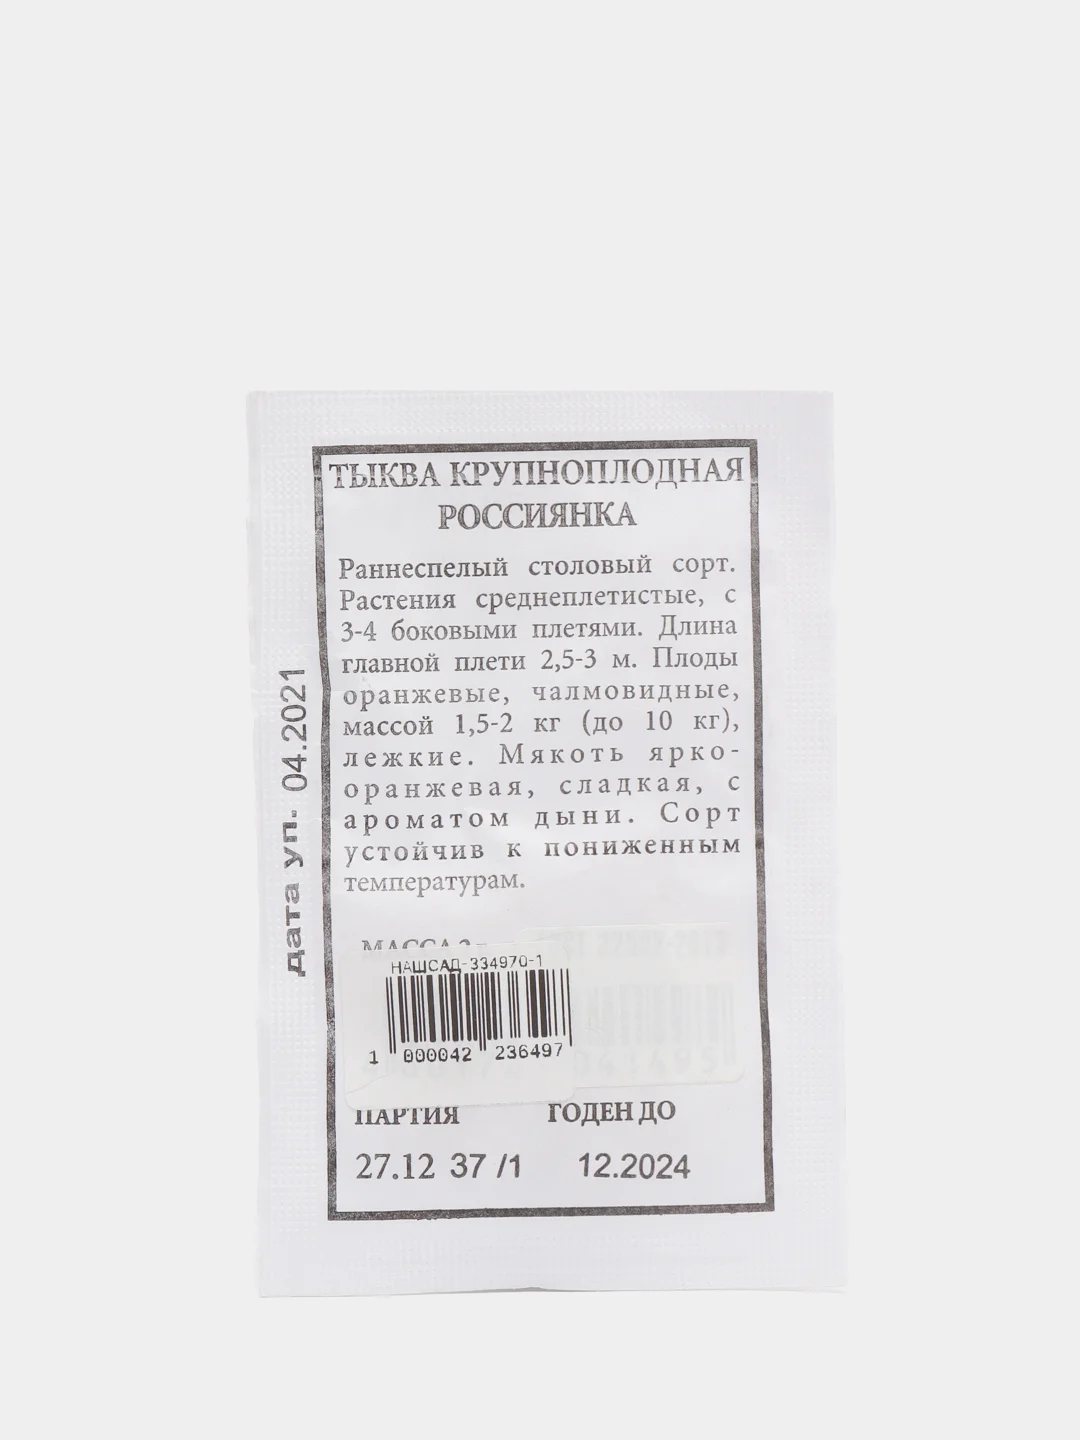 ТЫКВА КРУПНОПЛОДНАЯ
РОССИЯНКА
Раннеспелый столовый сорт.
Растения среднеплетистые, с
3-4 боковыми плетями. Длина
главной плети 2,5-3 м. Плоды
оранжевые, чалмовидные,
массой 1,5-2 кг (до 10 кг),
лежкие. Мякоть ярко-
оранжевая, сладкая, с
ароматом дыни. Сорт
устойчив к пониженным
температурам.
МАССА 2
НАШСАД-334970-1
1 000042 236497
ПАРТИЯ ГОДЕН ДО
27.12 37 /1 12.2024
дата уп. 04.2021